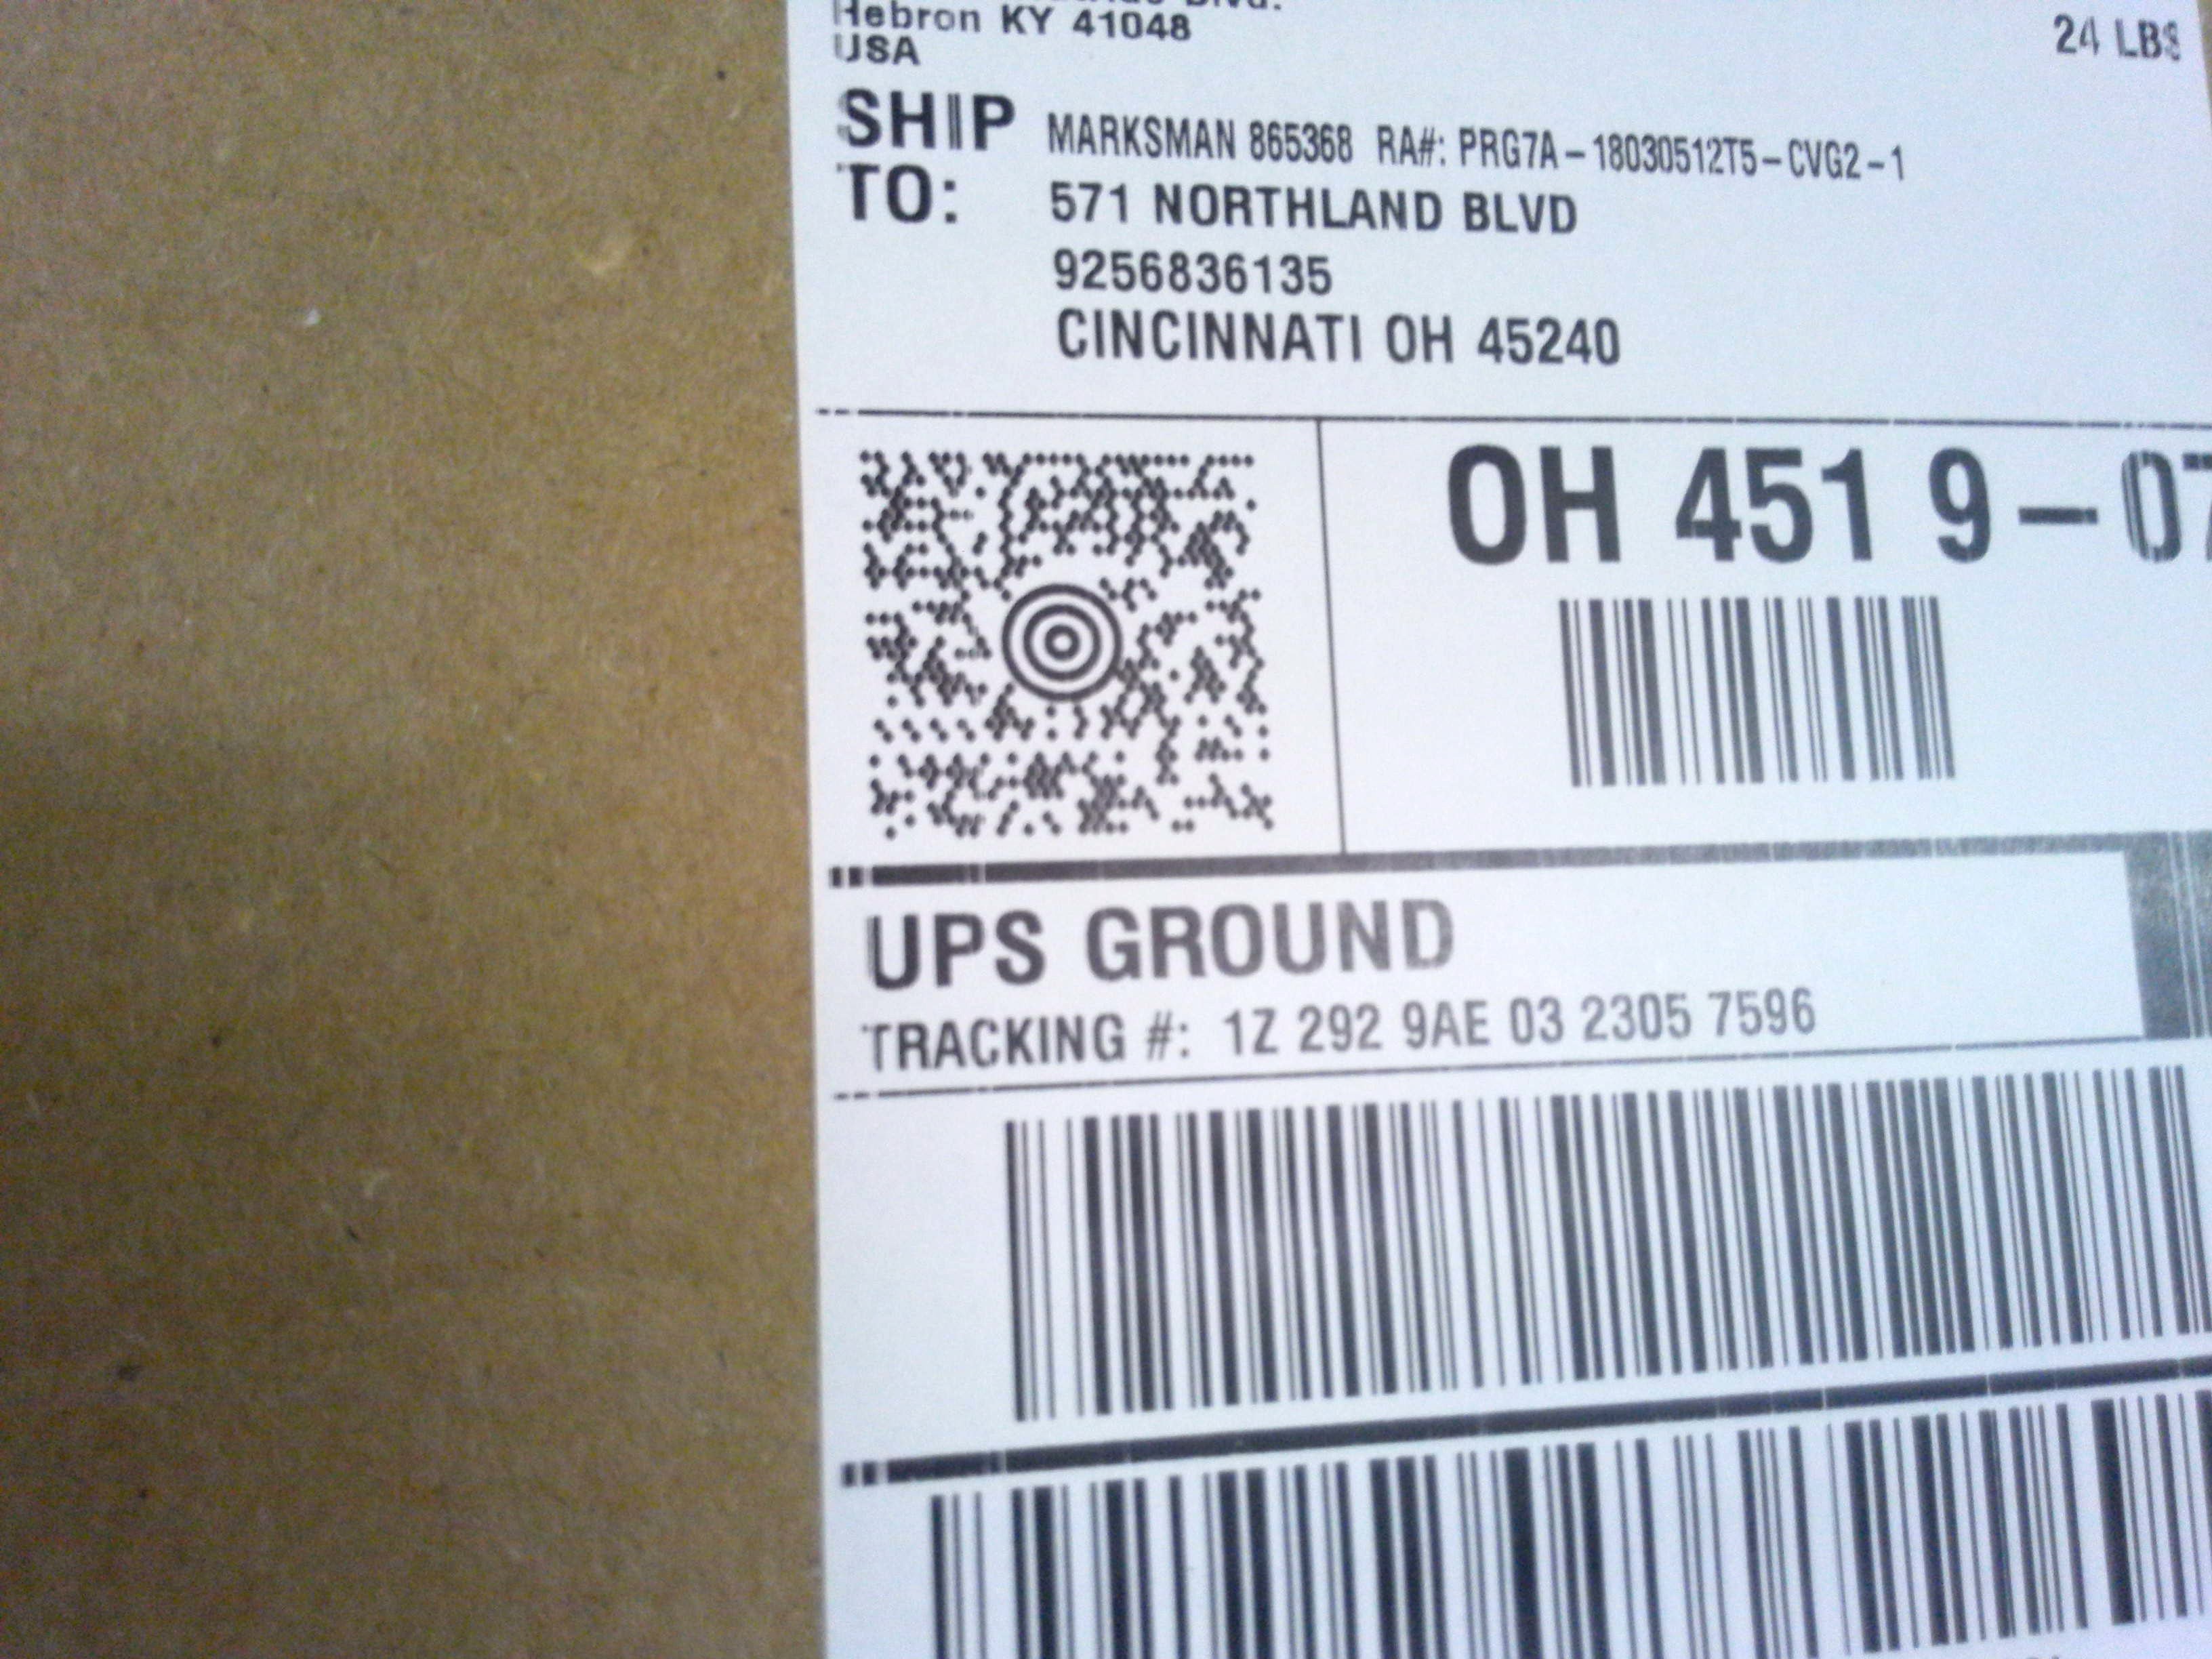 Hebron KY 41048
USA
24 LBS
SHIP TO:
MARKSMAN 865368 RA#: PRG7A-18030512T5-CVG2-1
571 NORTHLAND BLVD
9256836135
CINCINNATI OH 45240
OH 451 9-07
UPS GROUND
TRACKING #: 1Z 292 9AE 03 2305 7596